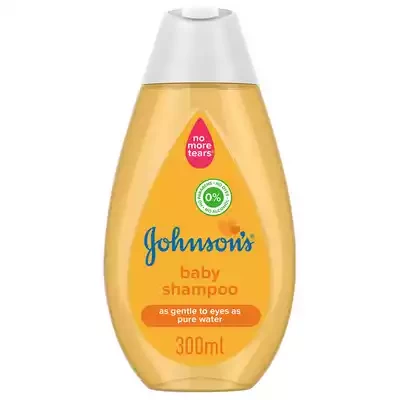 no
more
tears
0%
Johnson's
baby
shampoo
as gentle to eyes as
pure water
300ml